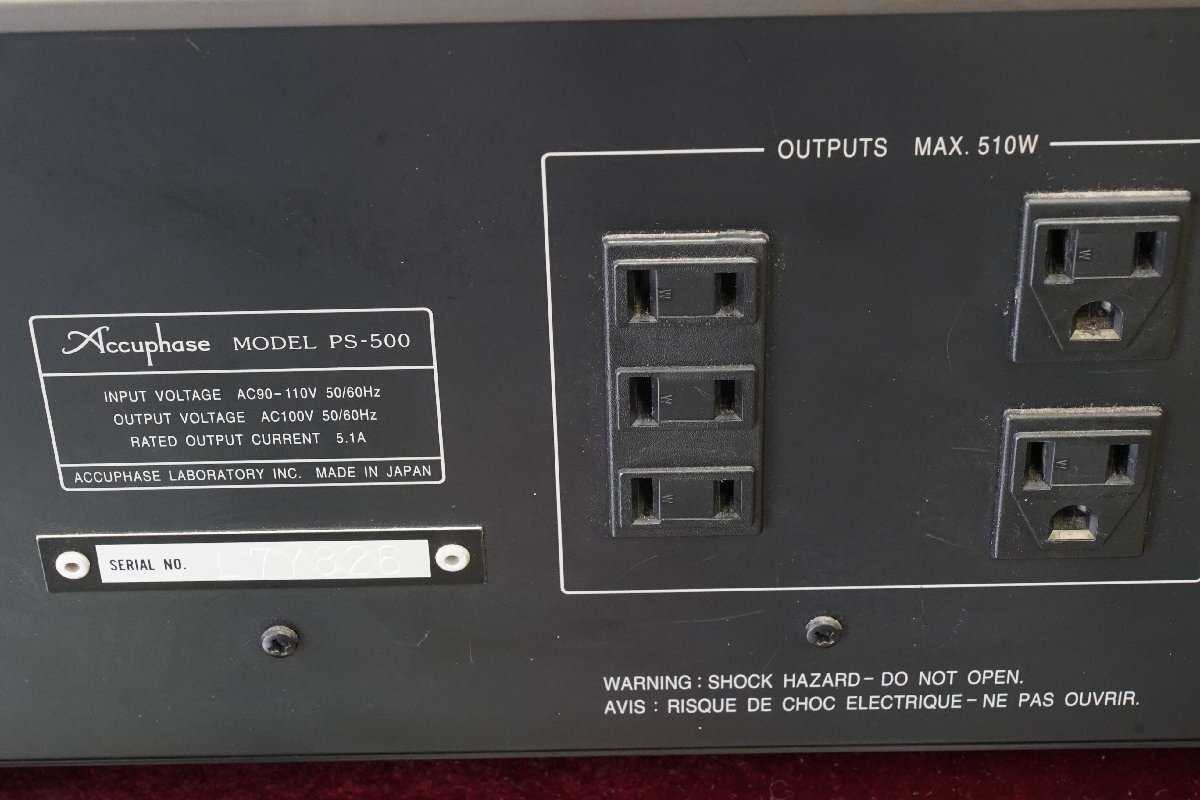 OUTPUTS MAX. 510W
W
W
W
W
W
Accuphase MODEL PS-500
INPUT VOLTAGE AC90-110V 50/60Hz
OUTPUT VOLTAGE AC100V 50/60Hz
RATED OUTPUT CURRENT 5.1A
ACCUPHASE LABORATORY INC. MADE IN JAPAN
SERIAL NO. L7Y826
WARNING : SHOCK HAZARD - DO NOT OPEN.
AVIS : RISQUE DE CHOC ELECTRIQUE - NE PAS OUVRIR.